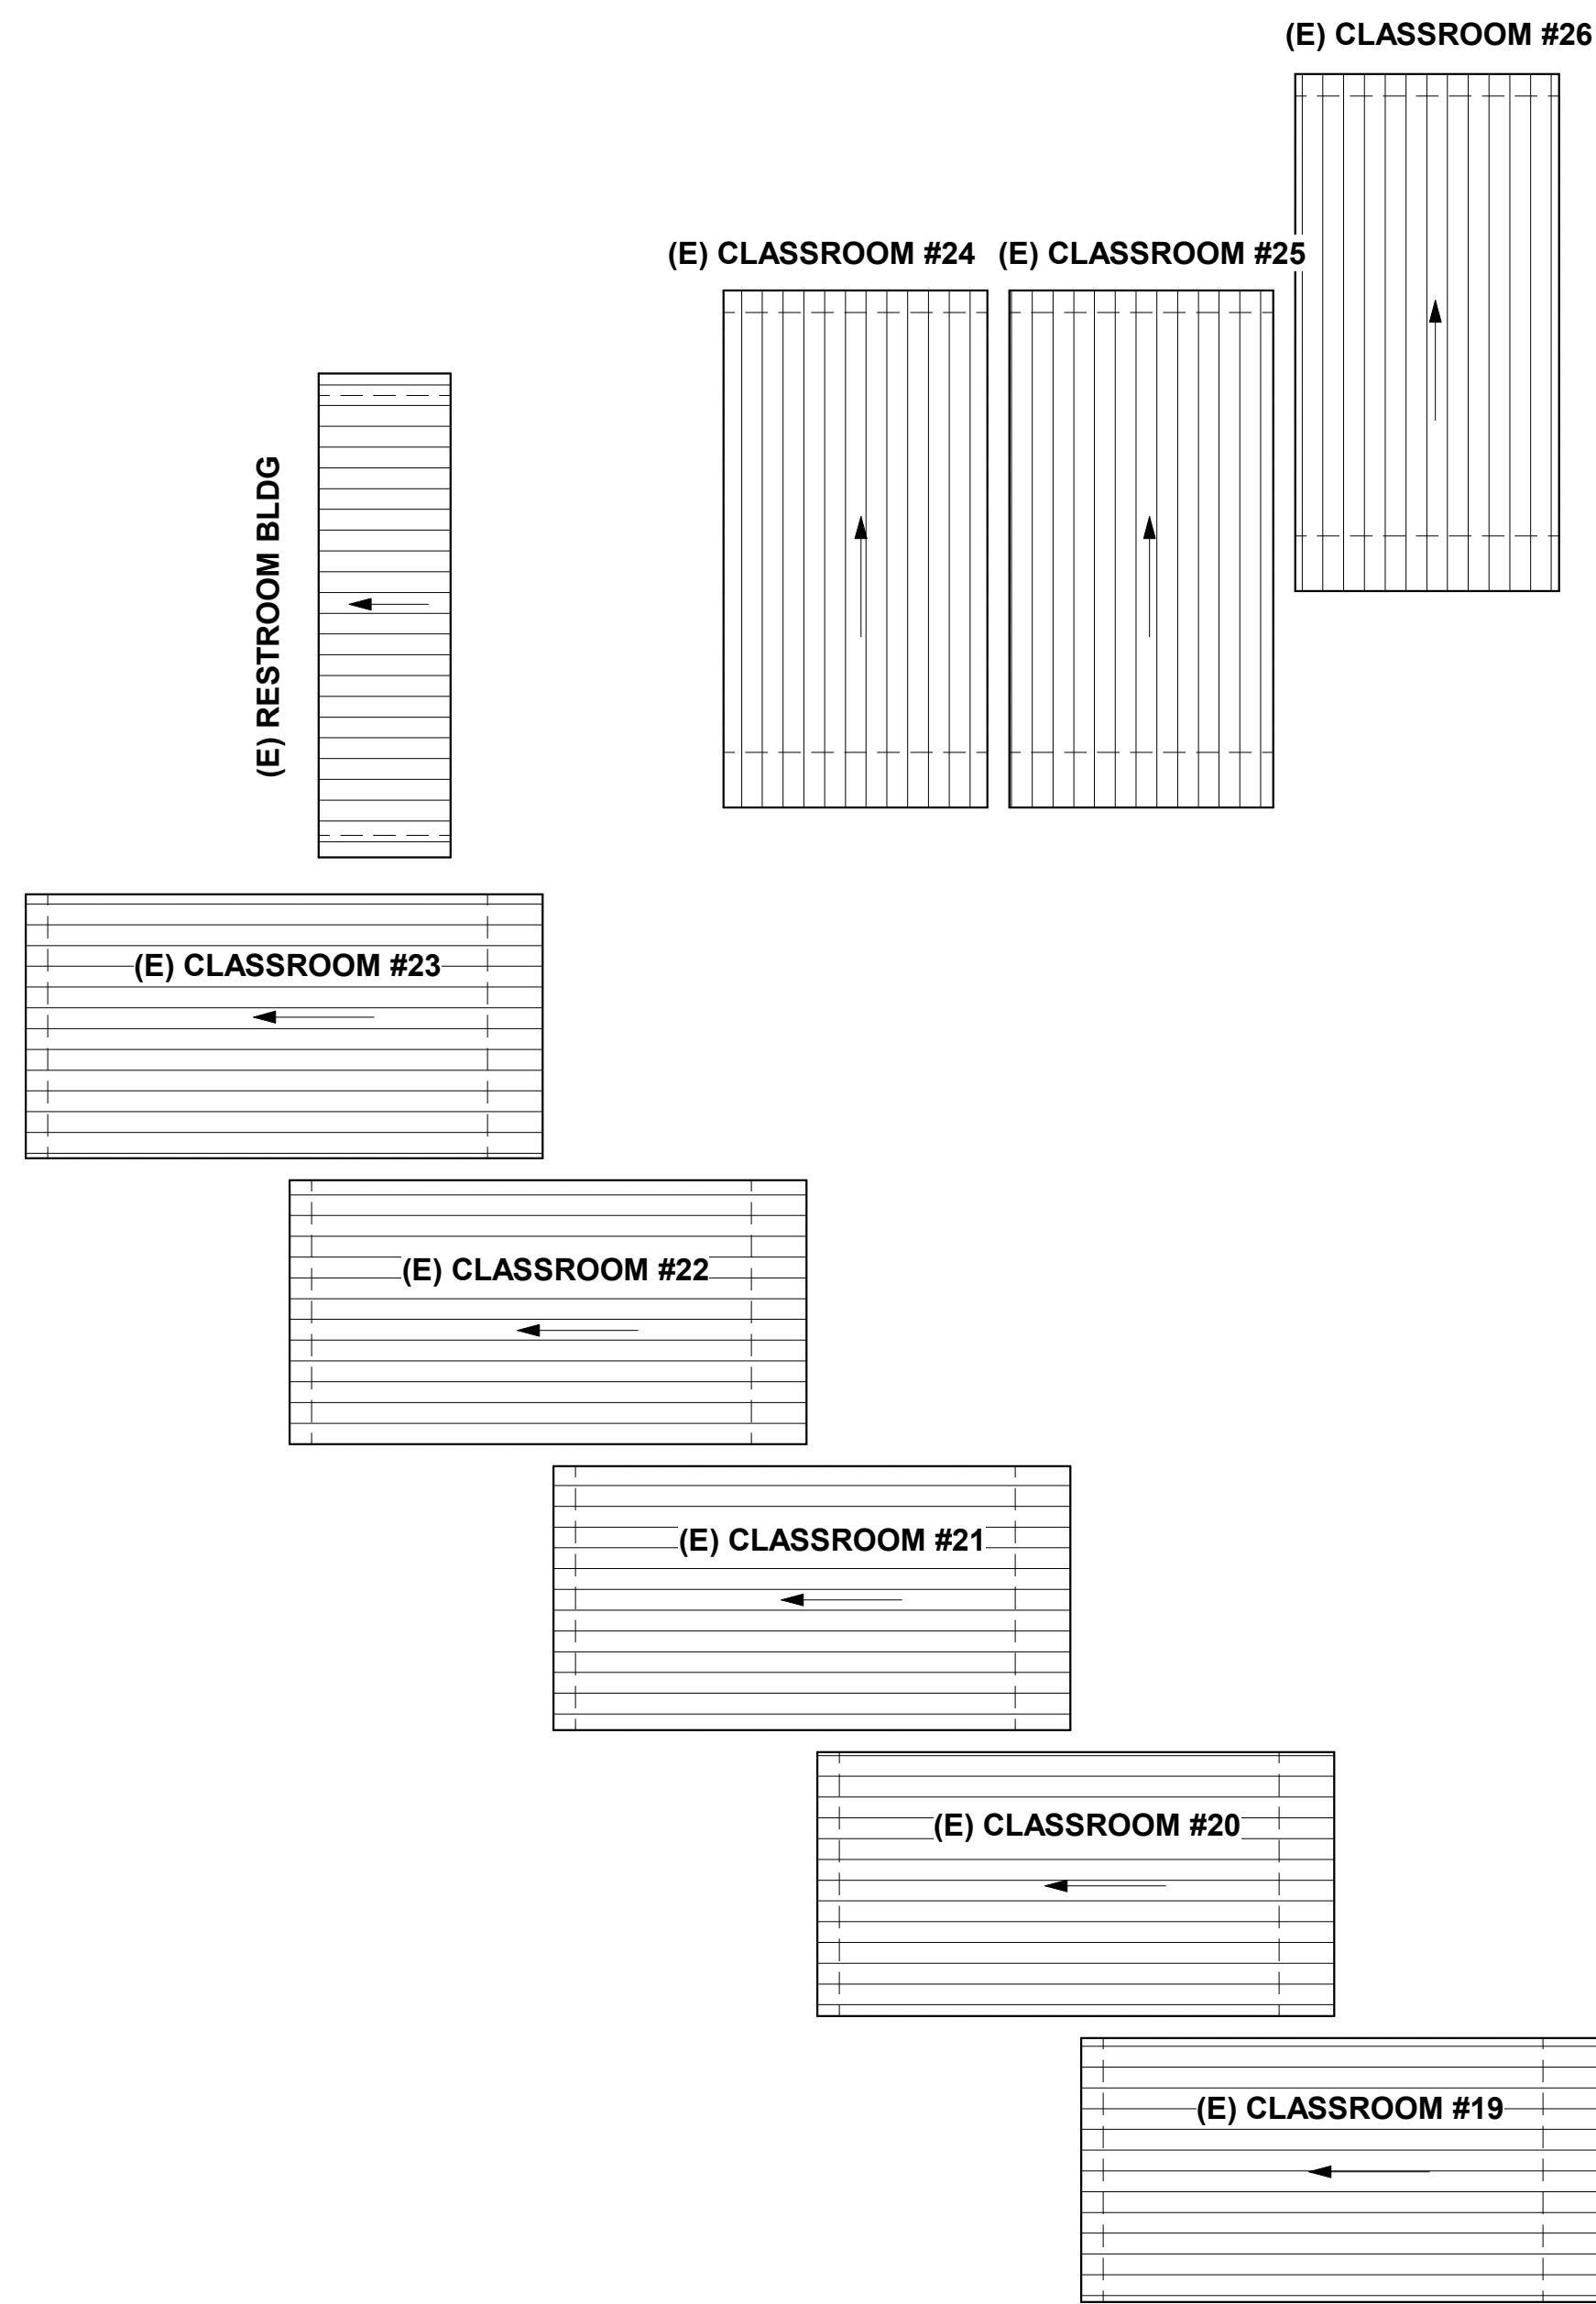 (E) CLASSROOM #26
(E) CLASSROOM #24
(E) CLASSROOM #25
(E) RESTROOM BLDG
(E) CLASSROOM #23
(E) CLASSROOM #22
(E) CLASSROOM #21
(E) CLASSROOM #20
(E) CLASSROOM #19